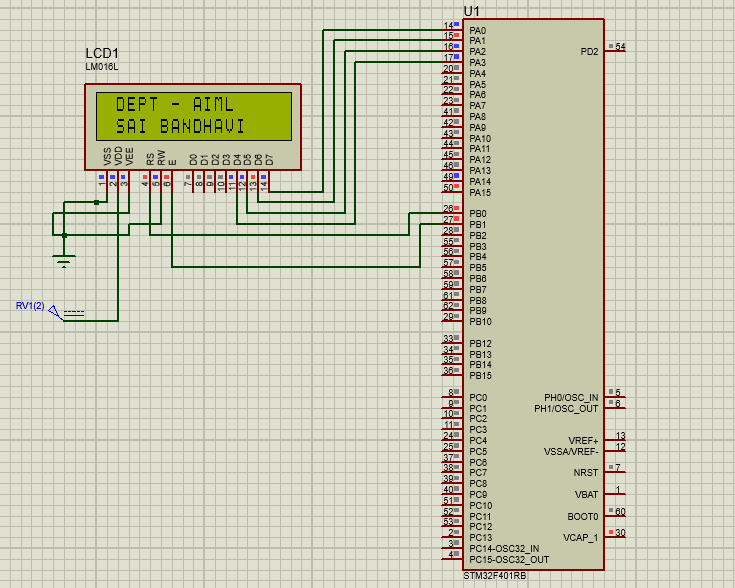 U1
LCD1
LM016L
DEPT - AIML
SAI BANDHAVI
VSS VDD VEE RS RW E D0 D1 D2 D3 D4 D5 D6 D7
1 2 3 4 5 6 7 8 9 10 11 12 13 14
RV1(2)
14 PA0
15 PA1
16 PA2
17 PA3
20 PA4
21 PA5
22 PA6
23 PA7
41 PA8
42 PA9
43 PA10
44 PA11
45 PA12
46 PA13
49 PA14
50 PA15
26 PB0
27 PB1
28 PB2
55 PB3
56 PB4
57 PB5
58 PB6
59 PB7
61 PB8
62 PB9
29 PB10
33 PB12
34 PB13
35 PB14
36 PB15
8 PC0
9 PC1
10 PC2
11 PC3
24 PC4
25 PC5
37 PC6
38 PC7
39 PC8
40 PC9
51 PC10
52 PC11
53 PC12
2 PC13
3 PC14-OSC32_IN
4 PC15-OSC32_OUT
PD2 54
PH0/OSC_IN 5
PH1/OSC_OUT 6
VREF+ 13
VSSA/VREF- 12
NRST 7
VBAT 1
BOOT0 60
VCAP_1 30
STM32F401RB